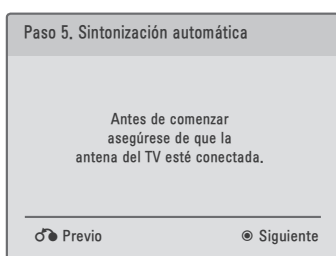 Paso 5. Sintonización automática
Antes de comenzar
asegúrese de que la
antena del TV esté conectada.
Previo
Siguiente